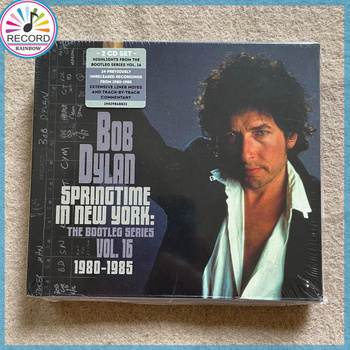 RECORD
RAINBOW
- 2 CD SET -
HIGHLIGHTS FROM THE
BOOTLEG SERIES VOL. 16
24 PREVIOUSLY
UNRELEASED RECORDINGS
FROM 1980-1985
EXTENSIVE LINER NOTES
AND TRACK-BY-TRACK
COMMENTARY
BOB
DYLAN
SPRINGTIME
IN NEW YORK:
THE BOOTLEG SERIES
VOL. 16
1980-1985